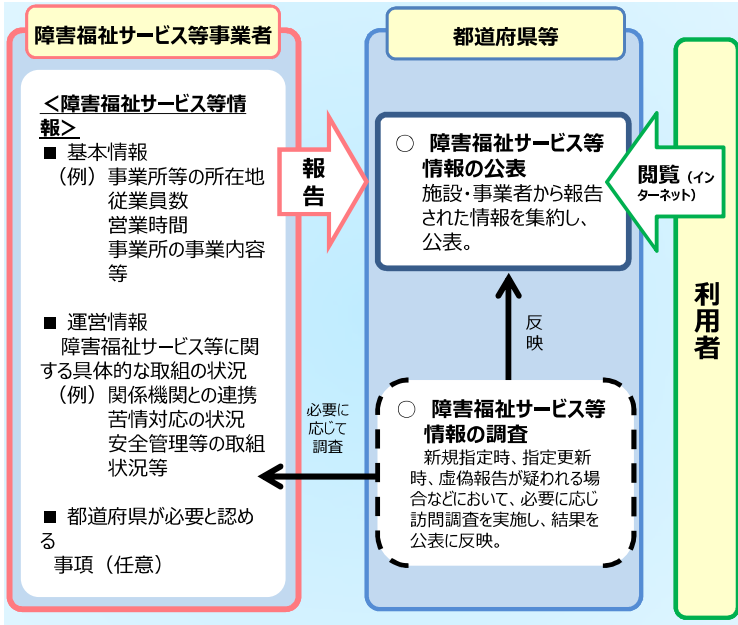 障害福祉サービス等事業者
＜障害福祉サービス等情
報＞
■ 基本情報
（例）事業所等の所在地
従業員数
営業時間
事業所の事業内容
等
■ 運営情報
障害福祉サービス等に関
する具体的な取組の状況
（例）関係機関との連携
苦情対応の状況
安全管理等の取組
状況等
■ 都道府県が必要と認め
る
事項（任意）
報
告
必要に
応じて
調査
都道府県等
○ 障害福祉サービス等
情報の公表
施設・事業者から報告
された情報を集約し、
公表。
反
映
○ 障害福祉サービス等
情報の調査
新規指定時、指定更新
時、虚偽報告が疑われる場
合などにおいて、必要に応じ
訪問調査を実施し、結果を
公表に反映。
閲覧（イン
ターネット）
利
用
者